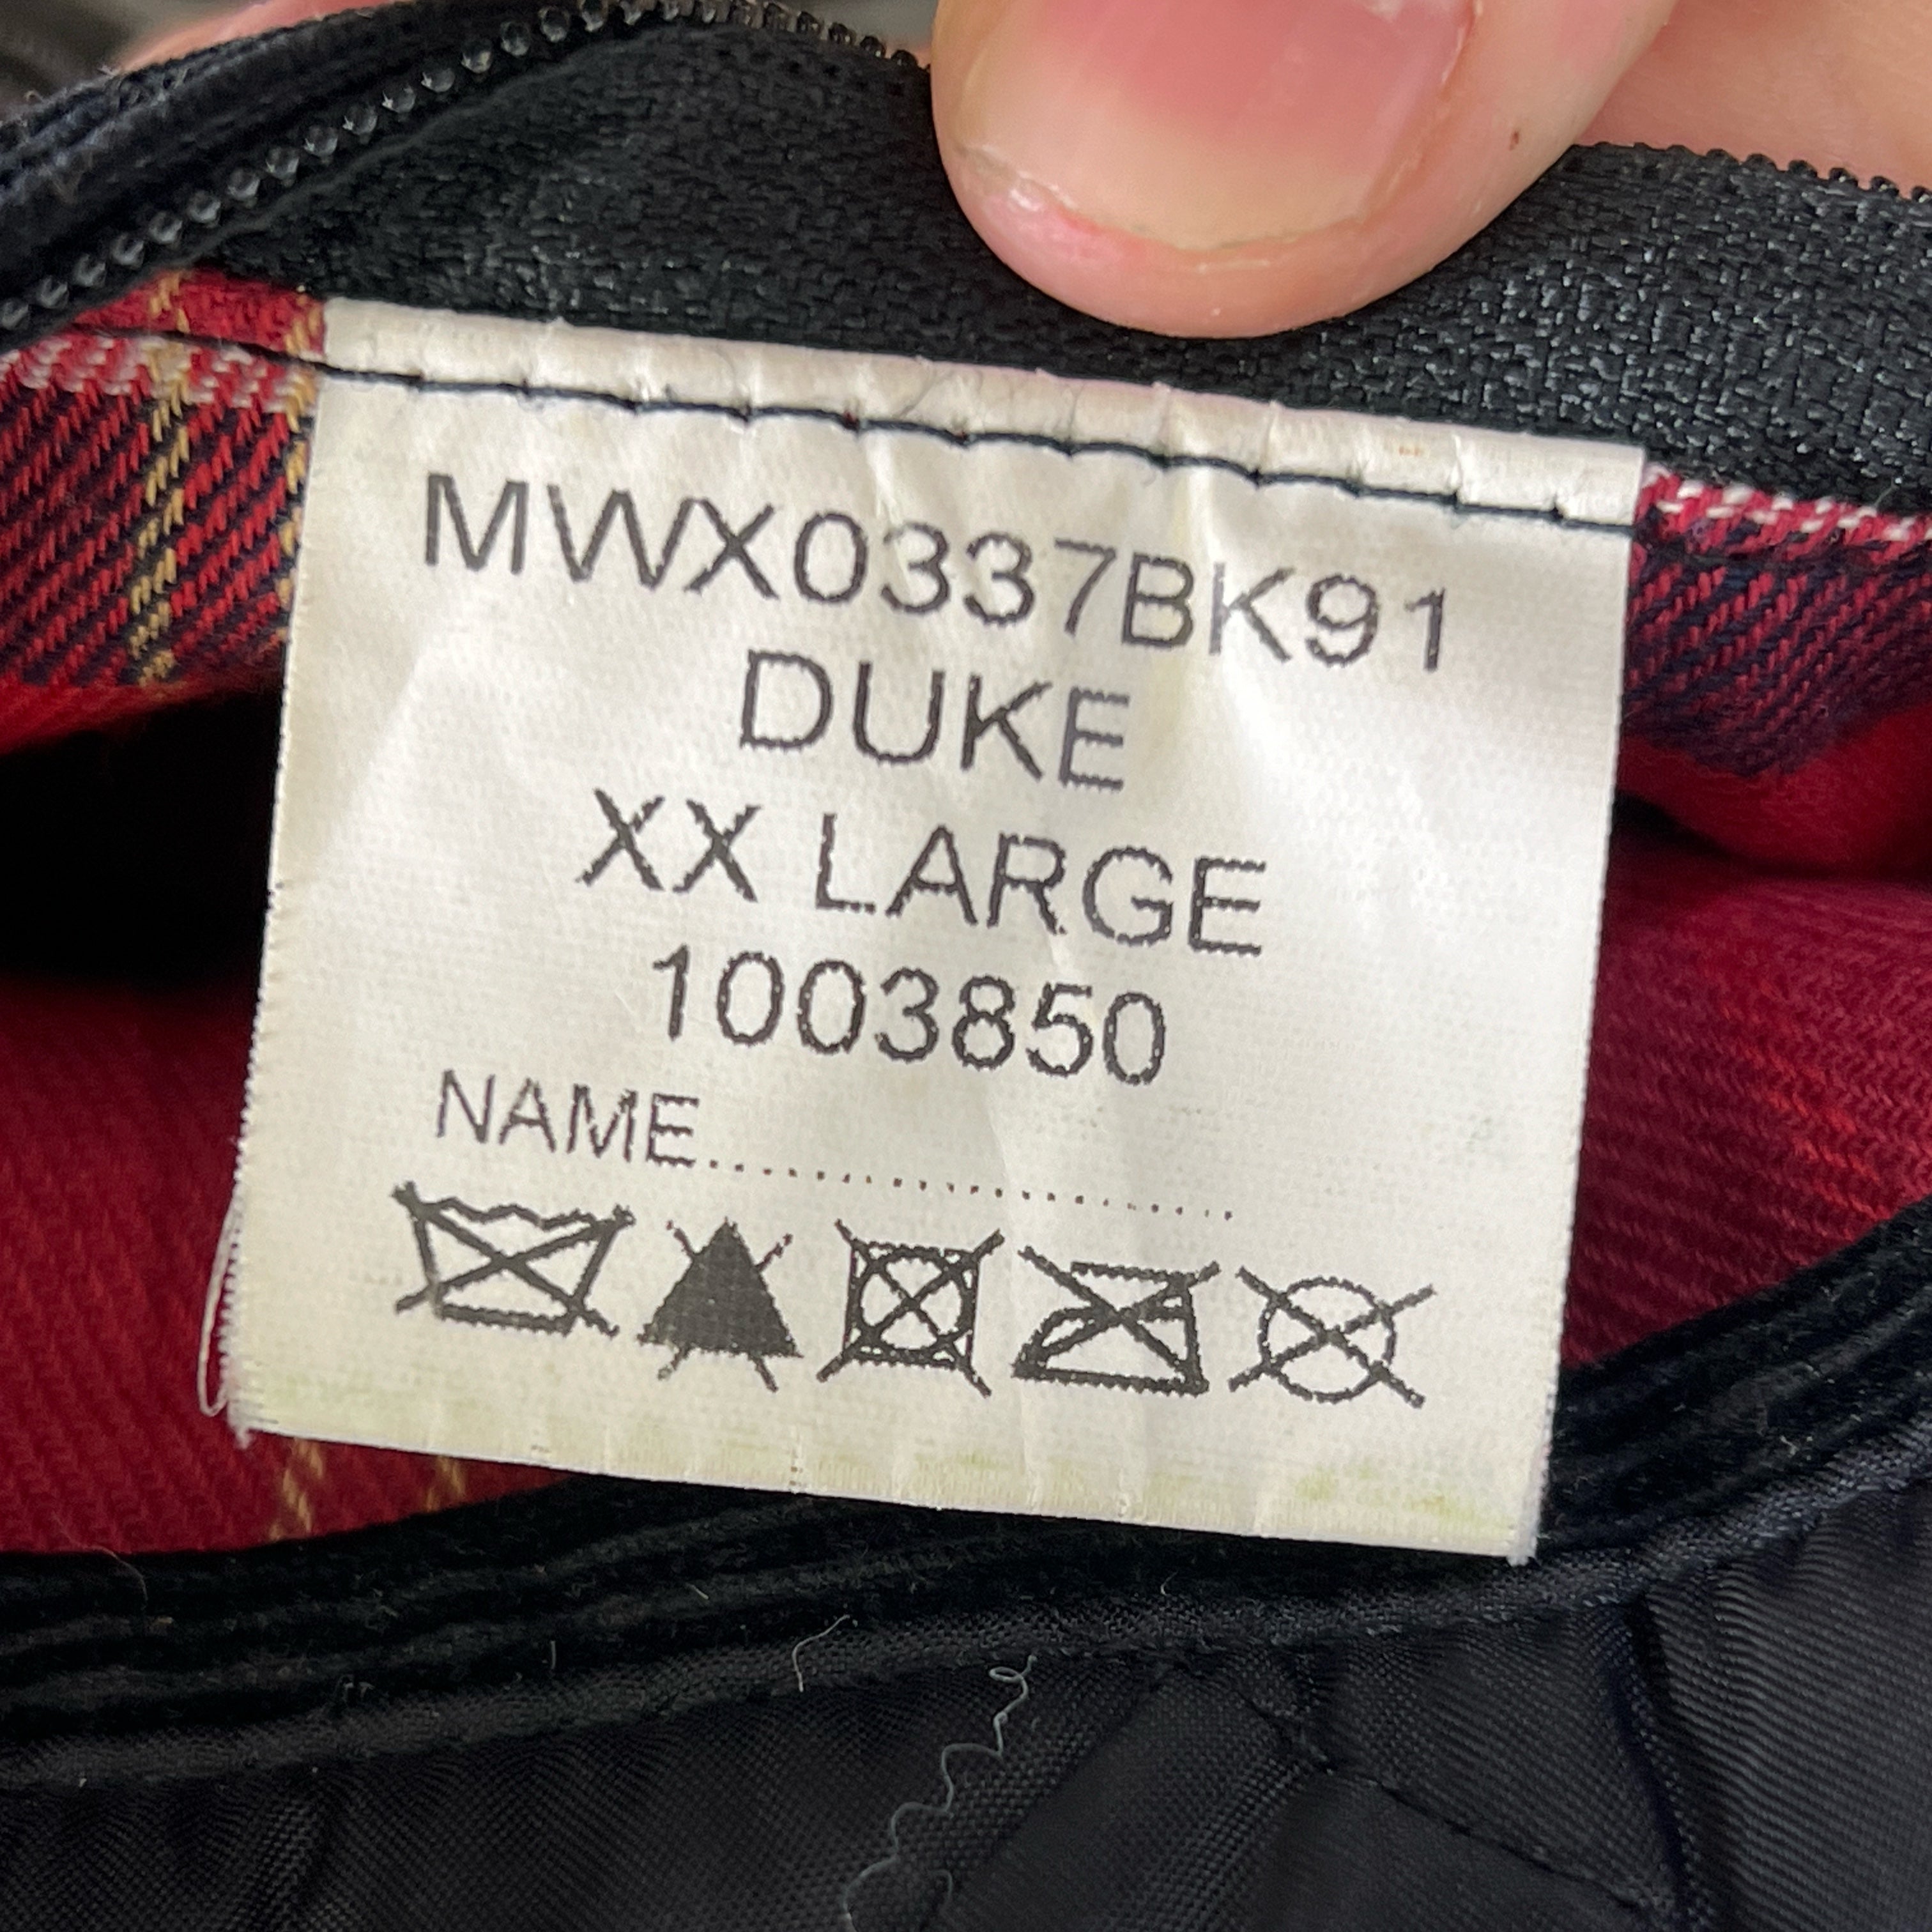 MWX0337BK91
DUKE
XX LARGE
1003850
NAME..............................